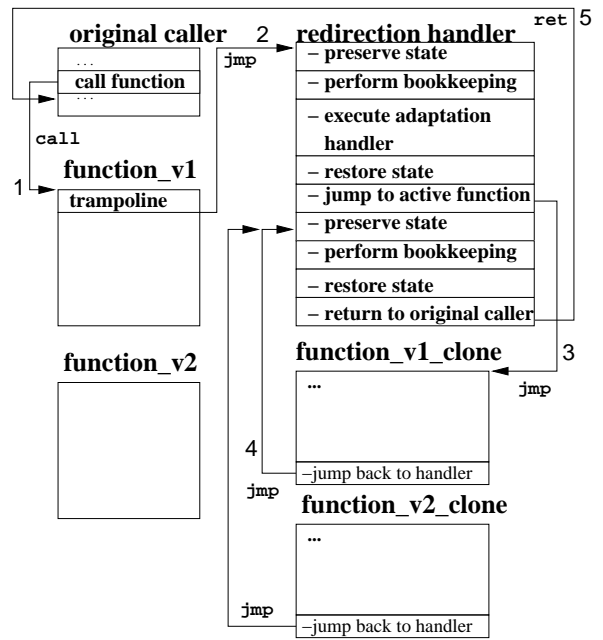 original caller
...
call function
...
call
1
function_v1
trampoline
function_v2
2
jmp
redirection handler
– preserve state
– perform bookkeeping
– execute adaptation
handler
– restore state
– jump to active function
– preserve state
– perform bookkeeping
– restore state
– return to original caller
ret 5
3
jmp
function_v1_clone
...
–jump back to handler
4
jmp
function_v2_clone
...
–jump back to handler
jmp